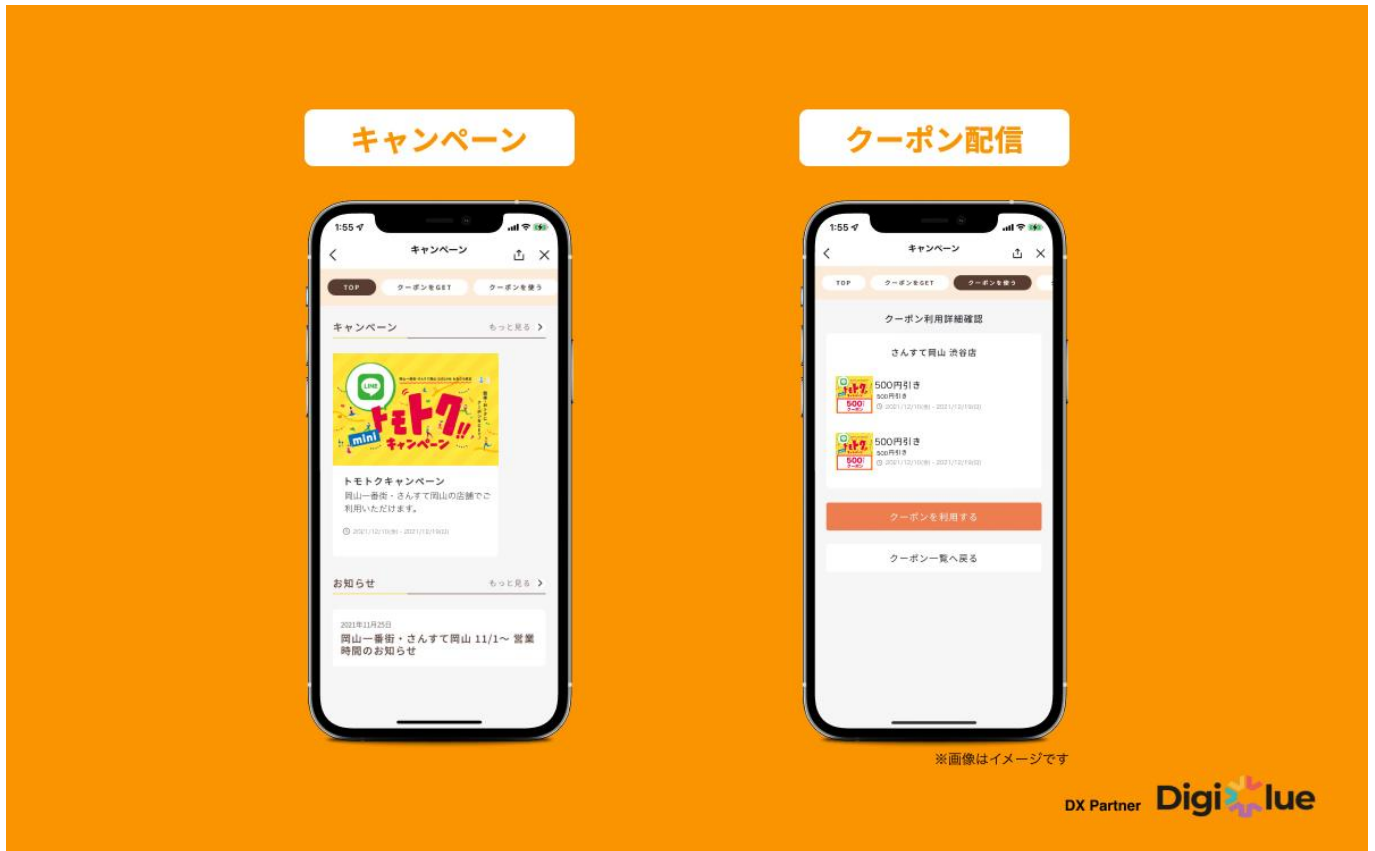 キャンペーン
1:55
キャンペーン
TOP
クーポンをGET
クーポンを使う
キャンペーン
もっと見る
LINE
トモトク!!
mini
キャンペーン
トモトクキャンペーン
岡山一番街・さんすて岡山の店舗でご
利用いただけます。
お知らせ
もっと見る
2021年11月25日
岡山一番街・さんすて岡山 11/1〜 営業
時間のお知らせ
クーポン配信
1:55
キャンペーン
TOP
クーポンをGET
クーポンを使う
クーポン利用詳細確認
さんすて岡山 渋谷店
500円引き
500円引き
500
クーポン
500円引き
500円引き
500
クーポン
クーポンを利用する
クーポン一覧へ戻る
※画像はイメージです
DX Partner
Digi lue